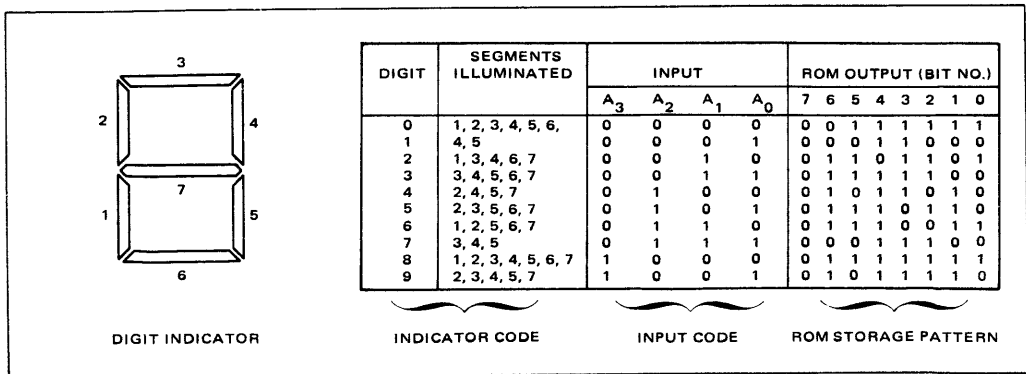 3
2
4
7
1
5
6
DIGIT INDICATOR
DIGIT SEGMENTS ILLUMINATED INPUT ROM OUTPUT (BIT NO.)
A3 A2 A1 A0 7 6 5 4 3 2 1 0
0 1, 2, 3, 4, 5, 6, 0 0 0 0 0 0 1 1 1 1 1 1
1 4, 5 0 0 0 1 0 0 0 1 1 0 0 0
2 1, 3, 4, 6, 7 0 0 1 0 0 1 1 0 1 1 0 1
3 3, 4, 5, 6, 7 0 0 1 1 0 1 1 1 1 1 0 0
4 2, 4, 5, 7 0 1 0 0 0 1 0 1 1 0 1 0
5 2, 3, 5, 6, 7 0 1 0 1 0 1 1 1 0 1 1 0
6 1, 2, 5, 6, 7 0 1 1 0 0 1 1 1 0 0 1 1
7 3, 4, 5 0 1 1 1 0 0 0 1 1 1 0 0
8 1, 2, 3, 4, 5, 6, 7 1 0 0 0 0 1 1 1 1 1 1 1
9 2, 3, 4, 5, 7 1 0 0 1 0 1 0 1 1 1 1 0
INDICATOR CODE INPUT CODE ROM STORAGE PATTERN